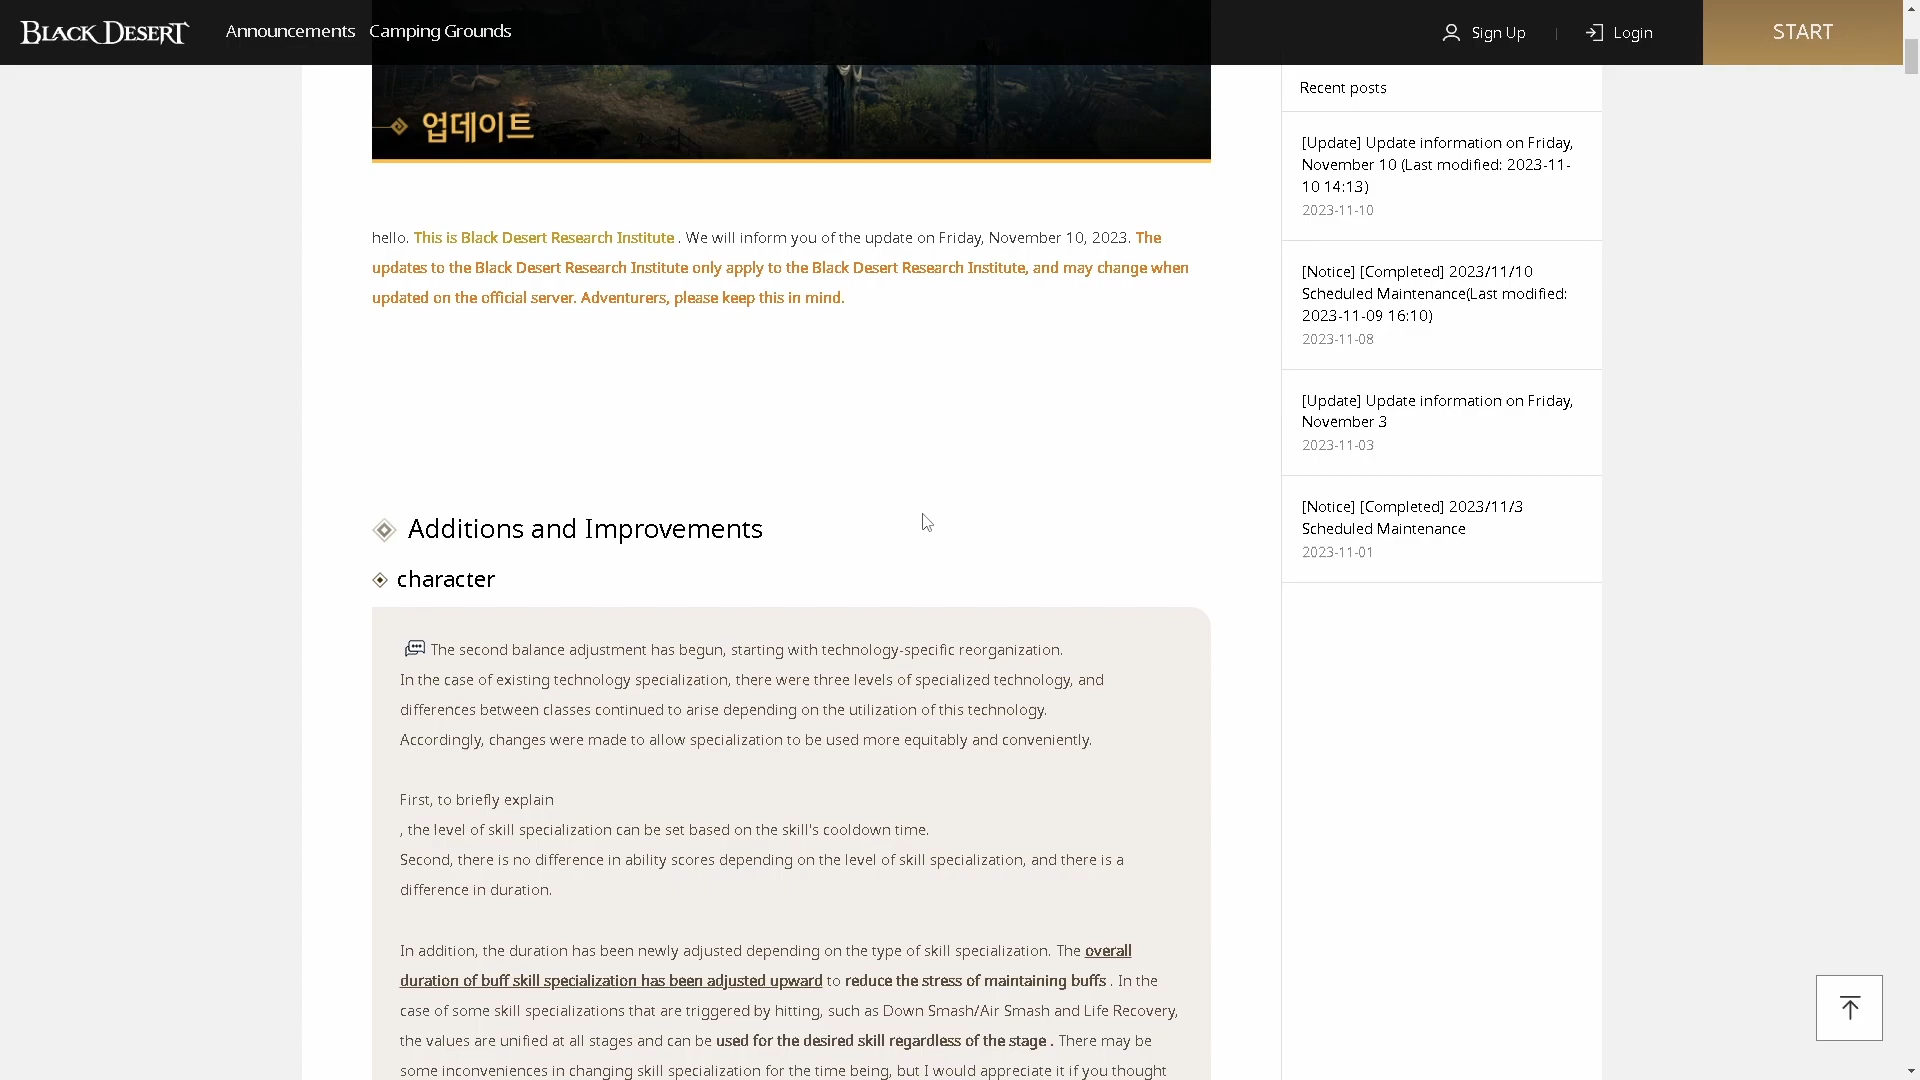 BLACK DESERT
Announcements Camping Grounds
Sign Up | Login
START
업데이트
hello. This is Black Desert Research Institute . We will inform you of the update on Friday, November 10, 2023. The
updates to the Black Desert Research Institute only apply to the Black Desert Research Institute, and may change when
updated on the official server. Adventurers, please keep this in mind.
Additions and Improvements
character
The second balance adjustment has begun, starting with technology-specific reorganization.
In the case of existing technology specialization, there were three levels of specialized technology, and
differences between classes continued to arise depending on the utilization of this technology.
Accordingly, changes were made to allow specialization to be used more equitably and conveniently.
First, to briefly explain
, the level of skill specialization can be set based on the skill's cooldown time.
Second, there is no difference in ability scores depending on the level of skill specialization, and there is a
difference in duration.
In addition, the duration has been newly adjusted depending on the type of skill specialization. The overall
duration of buff skill specialization has been adjusted upward to reduce the stress of maintaining buffs . In the
case of some skill specializations that are triggered by hitting, such as Down Smash/Air Smash and Life Recovery,
the values are unified at all stages and can be used for the desired skill regardless of the stage . There may be
some inconveniences in changing skill specialization for the time being, but I would appreciate it if you thought
Recent posts
[Update] Update information on Friday,
November 10 (Last modified: 2023-11-
10 14:13)
2023-11-10
[Notice] [Completed] 2023/11/10
Scheduled Maintenance(Last modified:
2023-11-09 16:10)
2023-11-08
[Update] Update information on Friday,
November 3
2023-11-03
[Notice] [Completed] 2023/11/3
Scheduled Maintenance
2023-11-01